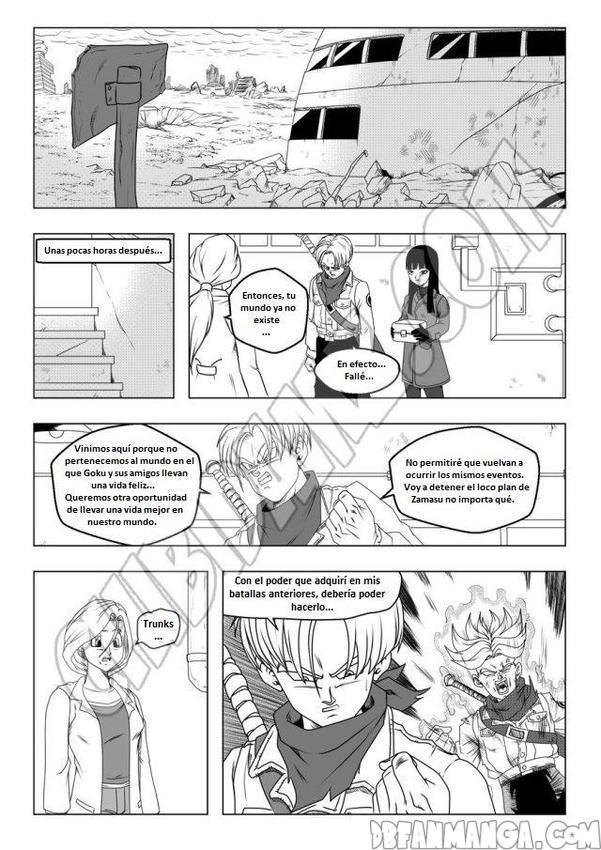 Unas pocas horas después...
Entonces, tu
mundo ya no
existe
...
En efecto...
Fallé...
Vinimos aquí porque no
pertenecemos al mundo en el
que Goku y sus amigos llevan
una vida feliz...
Queremos otra oportunidad
de llevar una vida mejor en
nuestro mundo.
No permitiré que vuelvan a
ocurrir los mismos eventos.
Voy a detener el loco plan de
Zamasu no importa qué.
Trunks
...
Con el poder que adquirí en mis
batallas anteriores, debería poder
hacerlo...
DBFANMANGA.COM